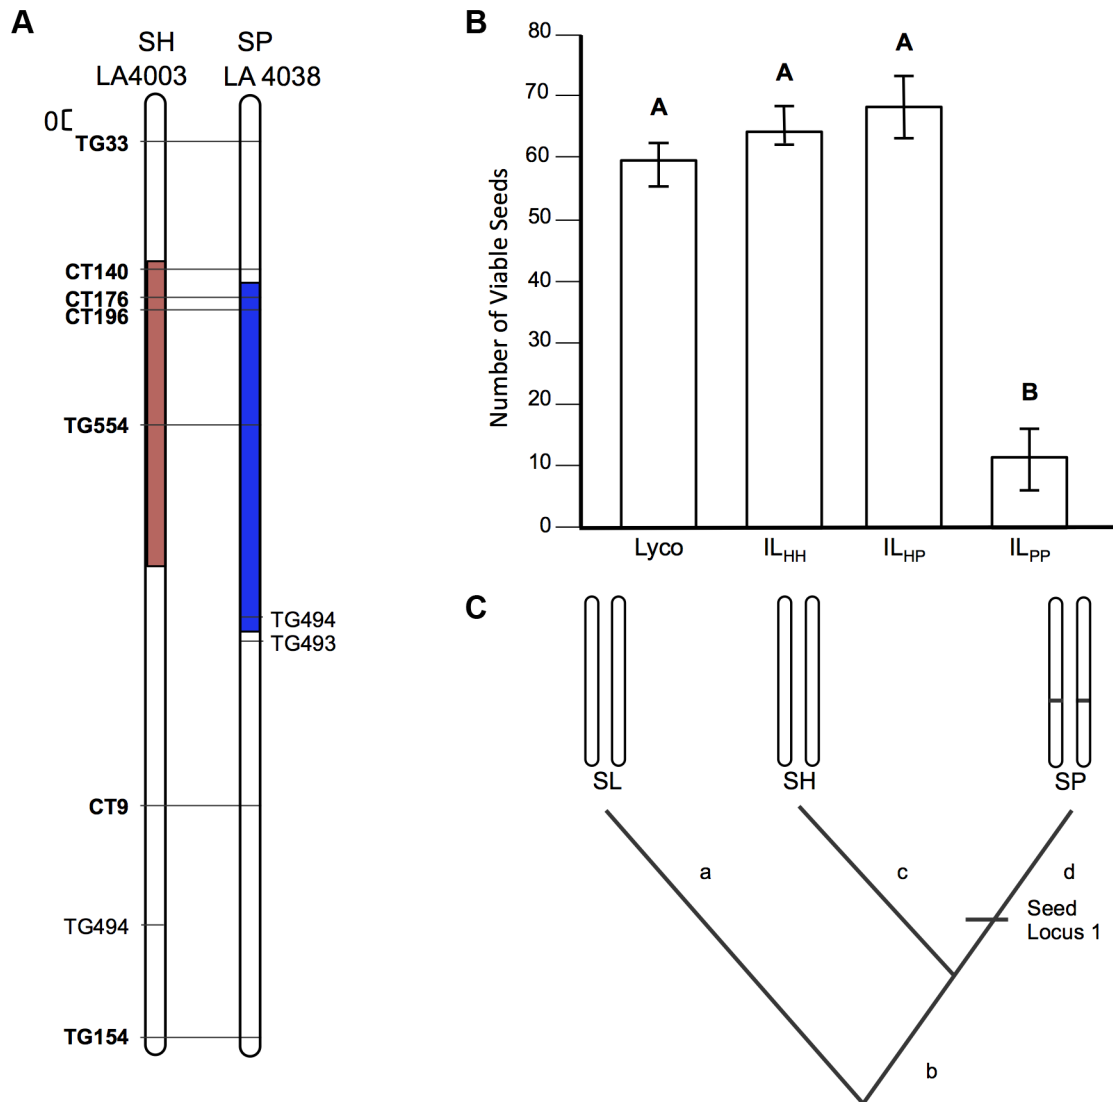 A
SH SP
LA4003 LA 4038
0
TG33
CT140
CT176
CT196
TG554
TG494
TG493
CT9
TG494
TG154
B
Number of Viable Seeds
80
70
60
50
40
30
20
10
0
A
A
A
B
Lyco IL_HH IL_HP IL_PP
C
SL SH SP
a c d
Seed
Locus 1
b